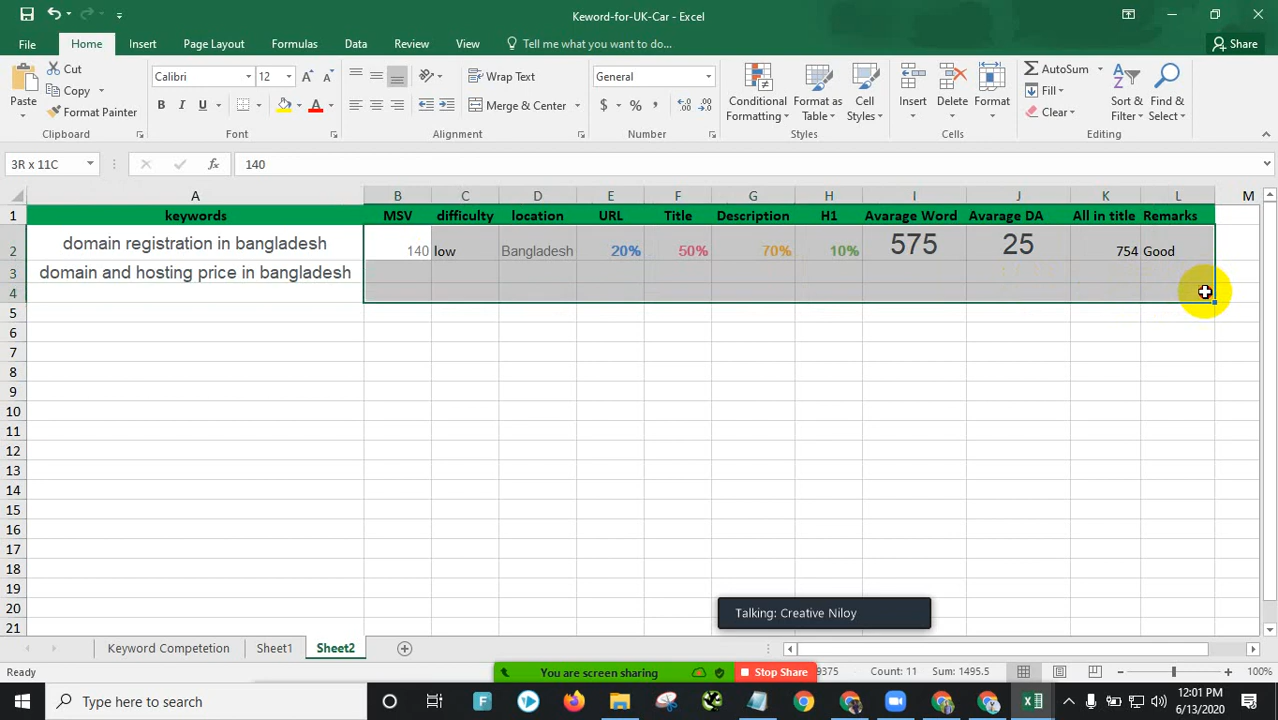 Keword-for-UK-Car - Excel
File Home Insert Page Layout Formulas Data Review View Tell me what you want to do... Share
Paste Cut Copy Format Painter
Calibri 12
B I U A
Wrap Text
Merge & Center
General
$ % ,
Conditional Formatting Format as Table Cell Styles
Insert Delete Format
AutoSum Fill Clear
Sort & Filter Find & Select
Clipboard Font Alignment Number Styles Cells Editing
3R x 11C fx 140
A B C D E F G H I J K L M
1 keywords MSV difficulty location URL Title Description H1 Avarage Word Avarage DA All in title Remarks
2 domain registration in bangladesh 140 low Bangladesh 20% 50% 70% 10% 575 25 754 Good
3 domain and hosting price in bangladesh
4
5
6
7
8
9
10
11
12
13
14
15
16
17
18
19
20
21
Talking: Creative Niloy
Keyword Competetion Sheet1 Sheet2
Ready You are screen sharing Stop Share 9375 Count: 11 Sum: 1495.5 100%
Type here to search 12:01 PM
6/13/2020